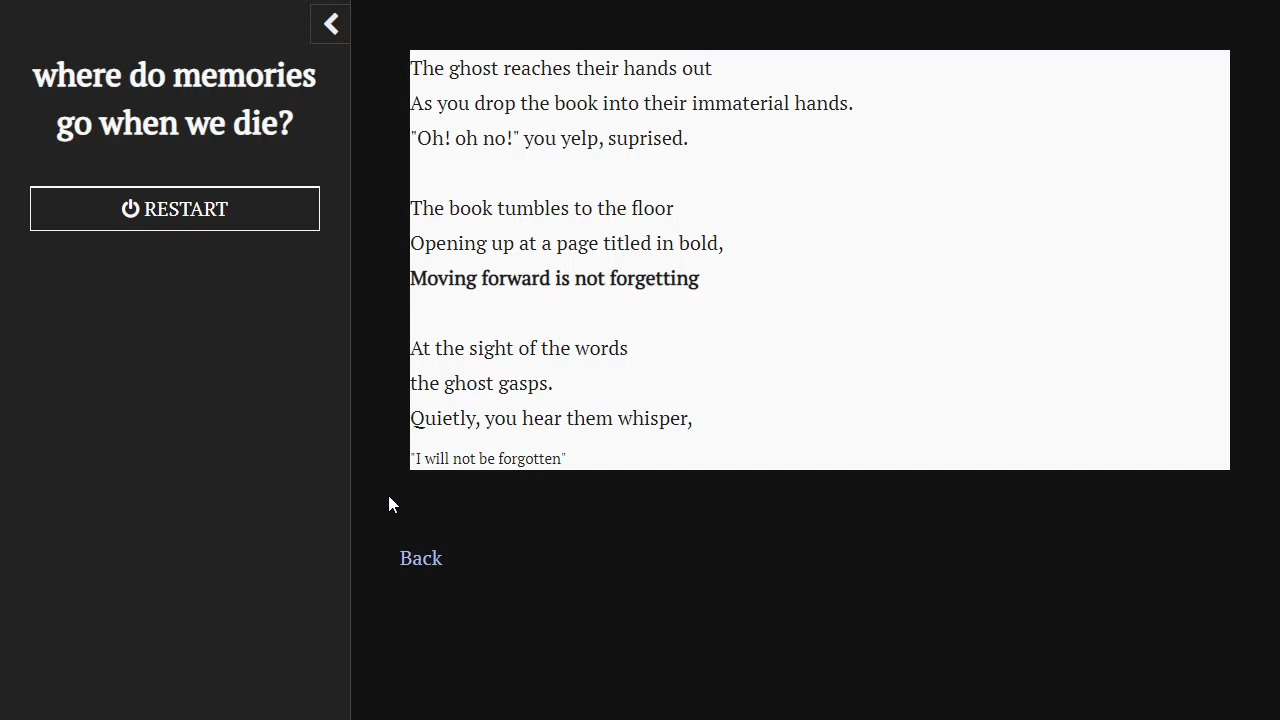 where do memories
go when we die?
RESTART
The ghost reaches their hands out
As you drop the book into their immaterial hands.
"Oh! oh no!" you yelp, suprised.
The book tumbles to the floor
Opening up at a page titled in bold,
Moving forward is not forgetting
At the sight of the words
the ghost gasps.
Quietly, you hear them whisper,
"I will not be forgotten"
Back